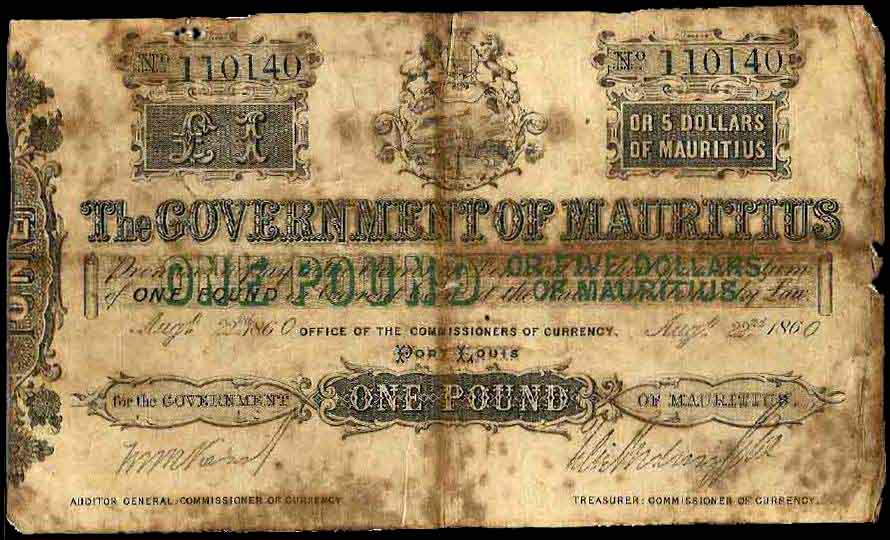 No 110140
No 110140
£1
OR 5 DOLLARS
OF MAURITIUS
The GOVERNMENT OF MAURITIUS
ONE POUND
OR FIVE DOLLARS
OF MAURITIUS
of ONE POUND by Law
Augt. 22nd 1860
OFFICE OF THE COMMISSIONERS OF CURRENCY.
Augt. 22nd 1860
PORT LOUIS
for the GOVERNMENT
ONE POUND
OF MAURITIUS.
AUDITOR GENERAL: COMMISSIONER OF CURRENCY
TREASURER: COMMISSIONER OF CURRENCY.